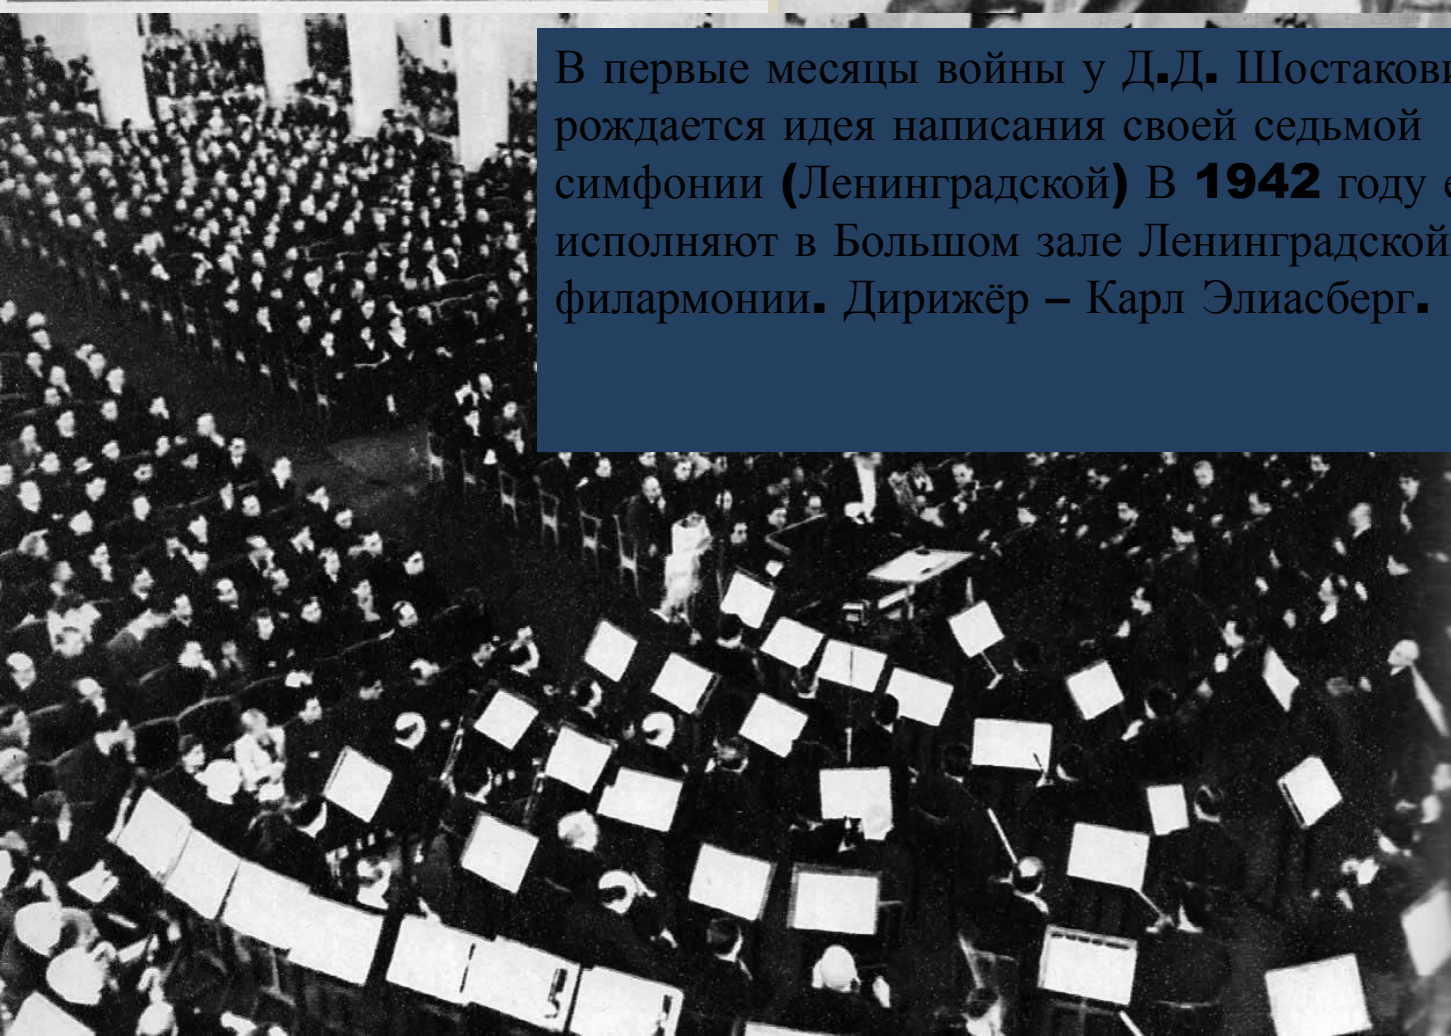 В первые месяцы войны у Д.Д. Шостакови
рождается идея написания своей седьмой
симфонии (Ленинградской) В 1942 году е
исполняют в Большом зале Ленинградской
филармонии. Дирижёр – Карл Элиасберг.